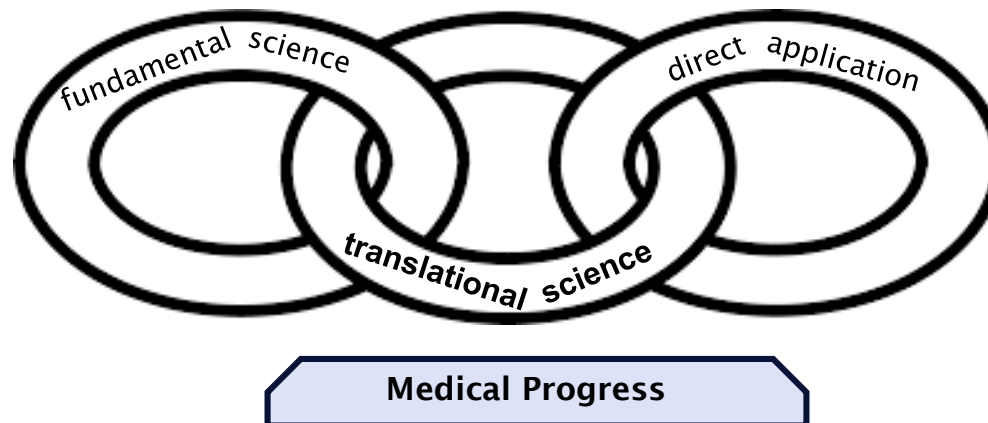 fundamental science
direct application
translational science
Medical Progress